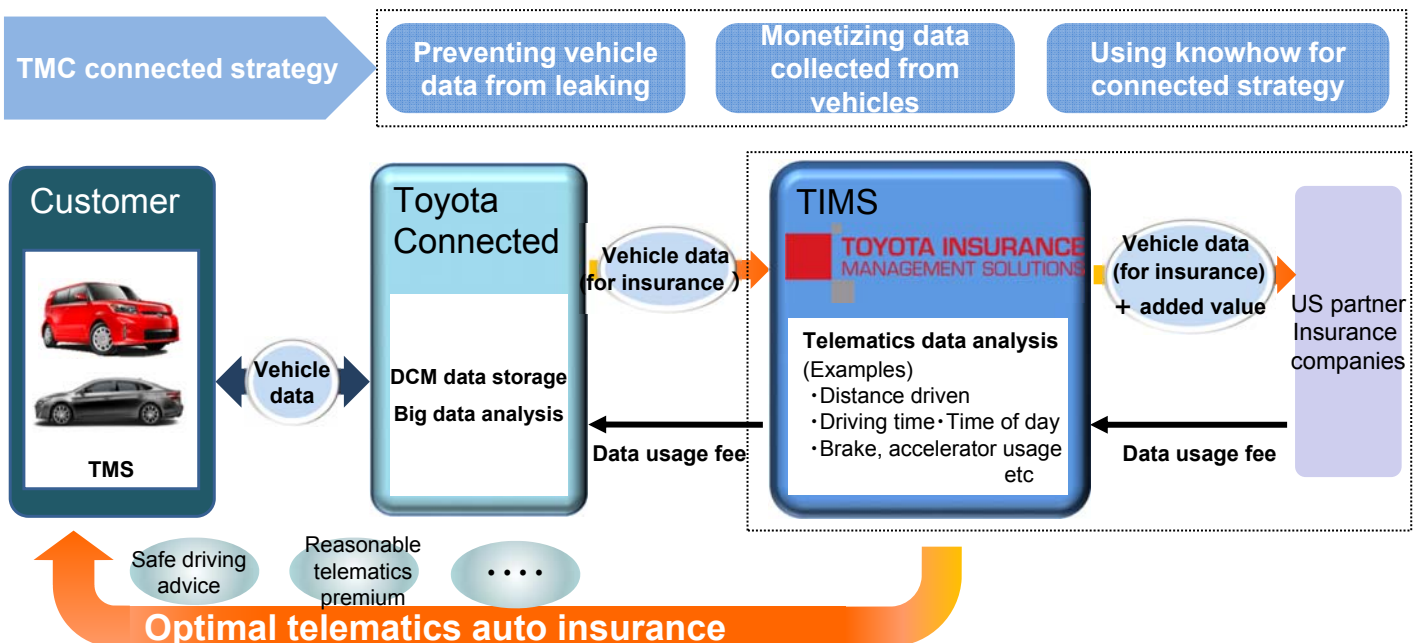 TMC connected strategy
Preventing vehicle
data from leaking
Monetizing data
collected from
vehicles
Using knowhow for
connected strategy
Customer
TMS
Vehicle
data
Toyota
Connected
DCM data storage
Big data analysis
Vehicle data
(for insurance )
Data usage fee
TIMS
TOYOTA INSURANCE
MANAGEMENT SOLUTIONS
Telematics data analysis
(Examples)
・Distance driven
・Driving time・Time of day
・Brake, accelerator usage
etc
Vehicle data
(for insurance)
+ added value
Data usage fee
US partner
Insurance
companies
Safe driving
advice
Reasonable
telematics
premium
・・・・
Optimal telematics auto insurance